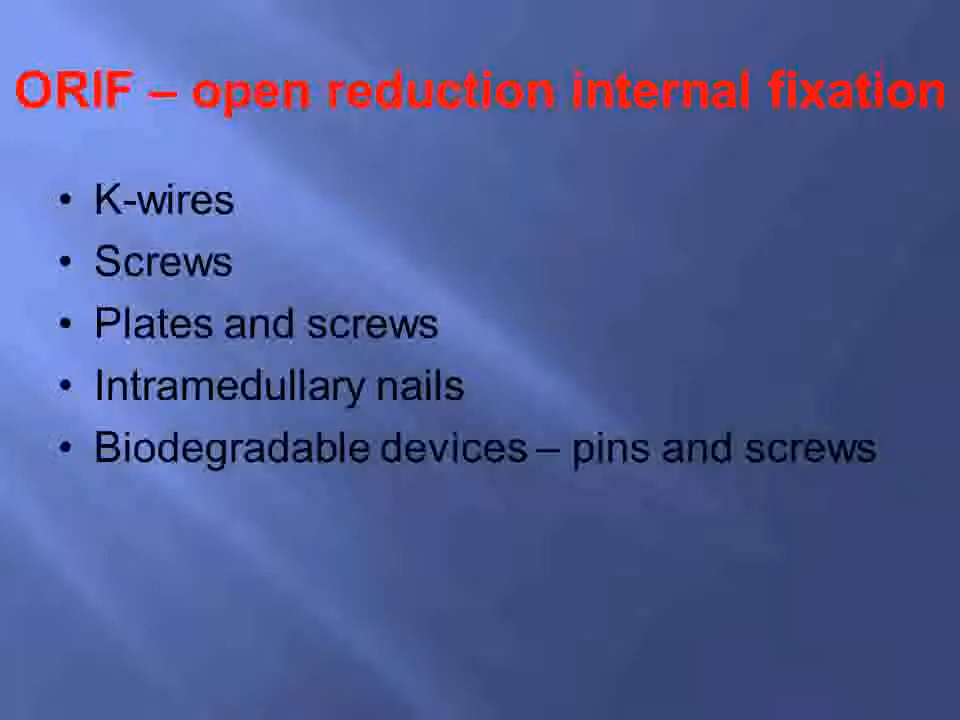 ORIF – open reduction internal fixation
• K-wires
• Screws
• Plates and screws
• Intramedullary nails
• Biodegradable devices – pins and screws